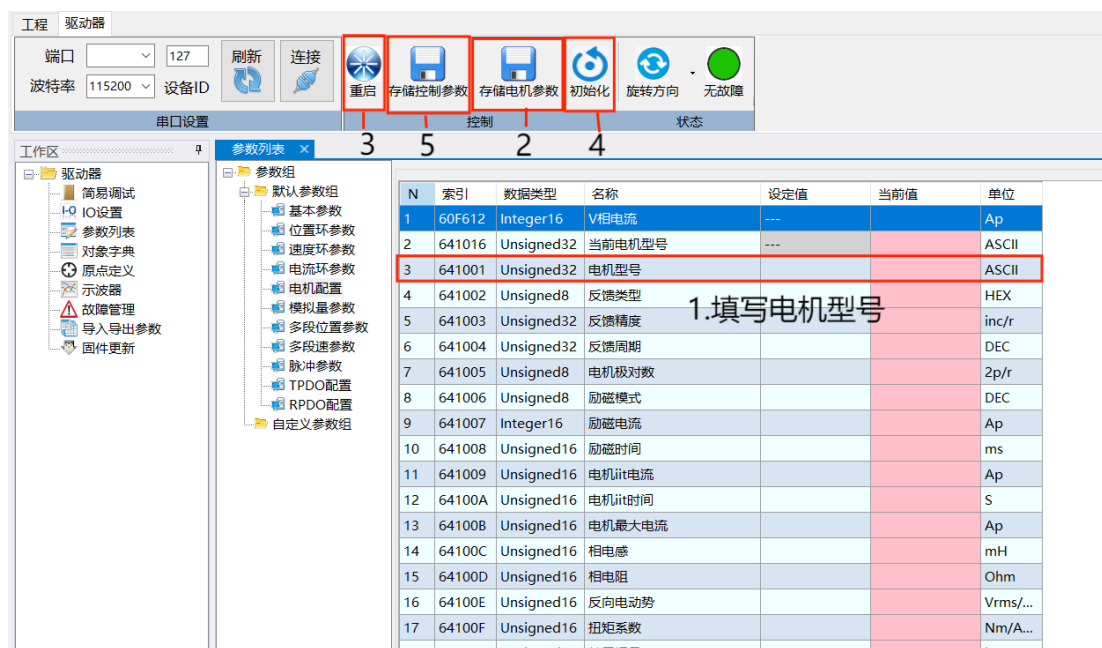 工程 驱动器
端口 127 刷新 连接
波特率 115200 设备ID
重启 存储控制参数 存储电机参数 初始化 旋转方向 无故障
串口设置 控制 状态
3 5 2 4
工作区 参数列表 ×
驱动器
简易调试
I-O IO设置
参数列表
对象字典
原点定义
示波器
故障管理
导入导出参数
固件更新
参数组
默认参数组
基本参数
位置环参数
速度环参数
电流环参数
电机配置
模拟量参数
多段位置参数
多段速参数
脉冲参数
TPDO配置
RPDO配置
自定义参数组
N 索引 数据类型 名称 设定值 当前值 单位
1 60F612 Integer16 V相电流 --- Ap
2 641016 Unsigned32 当前电机型号 --- ASCII
3 641001 Unsigned32 电机型号 ASCII
4 641002 Unsigned8 反馈类型 HEX
1.填写电机型号
5 641003 Unsigned32 反馈精度 inc/r
6 641004 Unsigned32 反馈周期 DEC
7 641005 Unsigned8 电机极对数 2p/r
8 641006 Unsigned8 励磁模式 DEC
9 641007 Integer16 励磁电流 Ap
10 641008 Unsigned16 励磁时间 ms
11 641009 Unsigned16 电机iit电流 Ap
12 64100A Unsigned16 电机iit时间 S
13 64100B Unsigned16 电机最大电流 Ap
14 64100C Unsigned16 相电感 mH
15 64100D Unsigned16 相电阻 Ohm
16 64100E Unsigned16 反向电动势 Vrms/...
17 64100F Unsigned16 扭矩系数 Nm/A...